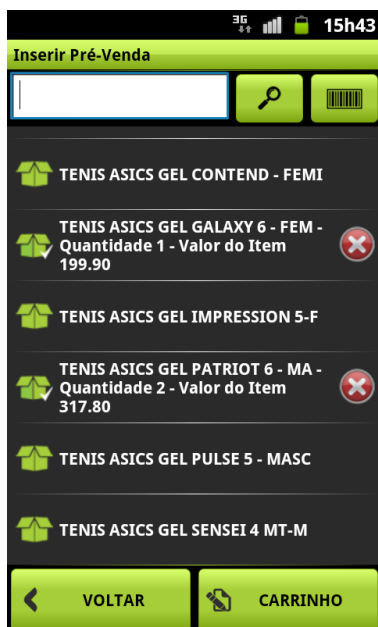 3G 15h43
Inserir Pré-Venda
TENIS ASICS GEL CONTEND - FEMI
TENIS ASICS GEL GALAXY 6 - FEM -
Quantidade 1 - Valor do Item
199.90
TENIS ASICS GEL IMPRESSION 5-F
TENIS ASICS GEL PATRIOT 6 - MA -
Quantidade 2 - Valor do Item
317.80
TENIS ASICS GEL PULSE 5 - MASC
TENIS ASICS GEL SENSEI 4 MT-M
VOLTAR CARRINHO